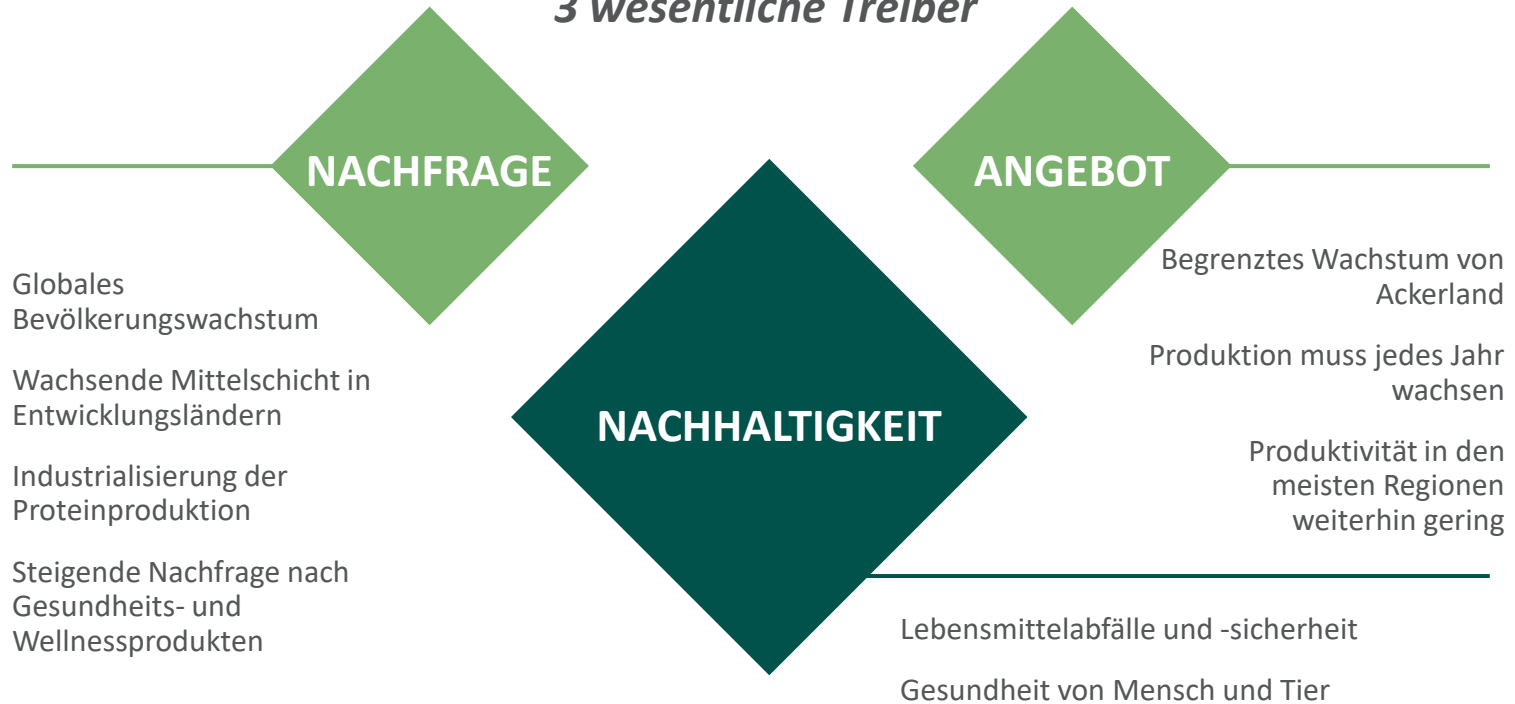 3 wesentliche Treiber
NACHFRAGE
Globales
Bevölkerungswachstum
Wachsende Mittelschicht in
Entwicklungsländern
Industrialisierung der
Proteinproduktion
Steigende Nachfrage nach
Gesundheits- und
Wellnessprodukten
ANGEBOT
Begrenztes Wachstum von
Ackerland
Produktion muss jedes Jahr
wachsen
Produktivität in den
meisten Regionen
weiterhin gering
NACHHALTIGKEIT
Lebensmittelabfälle und -sicherheit
Gesundheit von Mensch und Tier